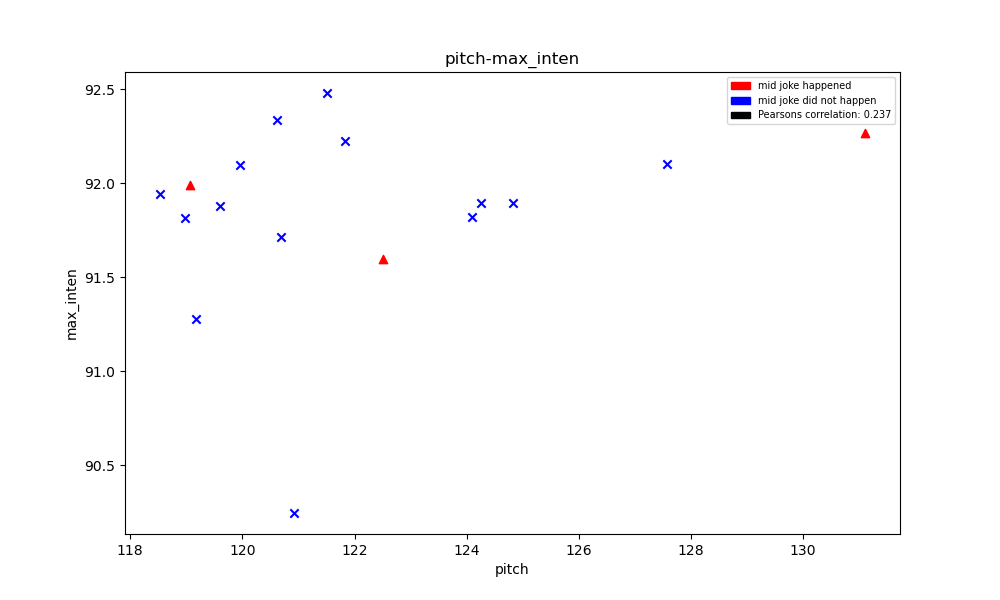 pitch-max_inten
mid joke happened
mid joke did not happen
Pearsons correlation: 0.237
92.5
92.0
91.5
91.0
90.5
max_inten
118 120 122 124 126 128 130
pitch